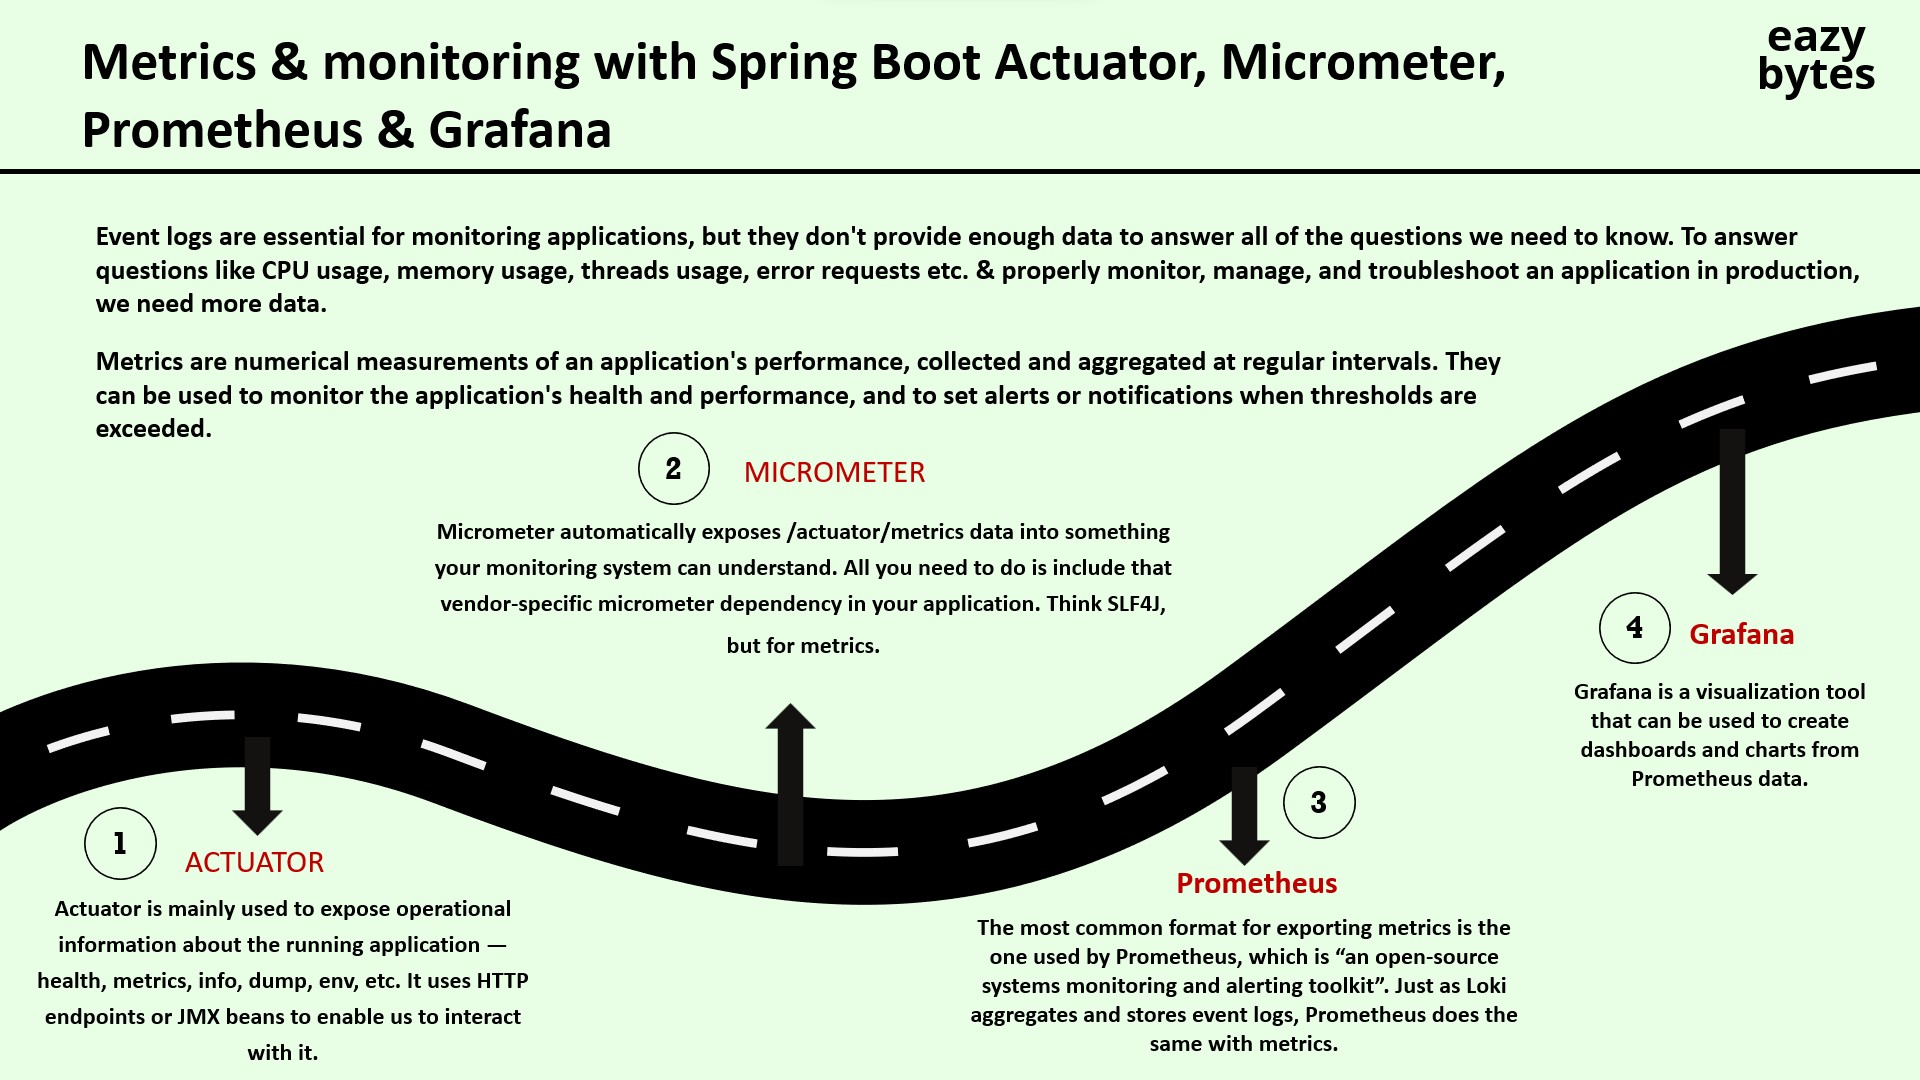 Metrics & monitoring with Spring Boot Actuator, Micrometer,
Prometheus & Grafana
eazy
bytes
Event logs are essential for monitoring applications, but they don't provide enough data to answer all of the questions we need to know. To answer
questions like CPU usage, memory usage, threads usage, error requests etc. & properly monitor, manage, and troubleshoot an application in production,
we need more data.
Metrics are numerical measurements of an application's performance, collected and aggregated at regular intervals. They
can be used to monitor the application's health and performance, and to set alerts or notifications when thresholds are
exceeded.
1
ACTUATOR
Actuator is mainly used to expose operational
information about the running application —
health, metrics, info, dump, env, etc. It uses HTTP
endpoints or JMX beans to enable us to interact
with it.
2
MICROMETER
Micrometer automatically exposes /actuator/metrics data into something
your monitoring system can understand. All you need to do is include that
vendor-specific micrometer dependency in your application. Think SLF4J,
but for metrics.
3
Prometheus
The most common format for exporting metrics is the
one used by Prometheus, which is “an open-source
systems monitoring and alerting toolkit”. Just as Loki
aggregates and stores event logs, Prometheus does the
same with metrics.
4
Grafana
Grafana is a visualization tool
that can be used to create
dashboards and charts from
Prometheus data.